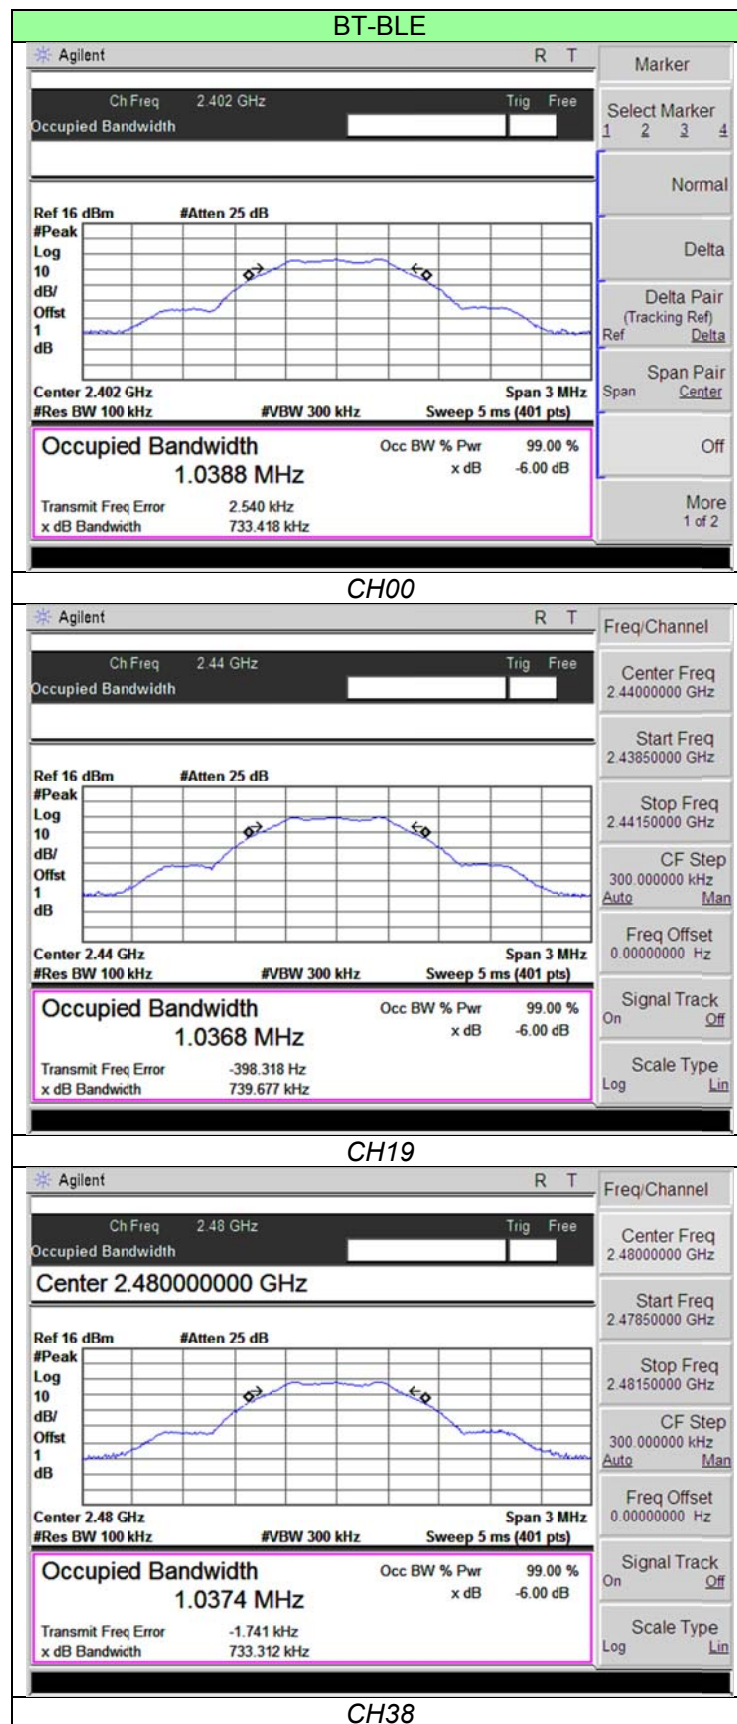 BT-BLE
Agilent R T
Marker
Ch Freq 2.402 GHz Trig Free
Occupied Bandwidth
Select Marker
1 2 3 4
Normal
Delta
Delta Pair
(Tracking Ref)
Ref Delta
Span Pair
Span Center
Off
More
1 of 2
Ref 16 dBm #Atten 25 dB
#Peak
Log
10
dB/
Offst
1
dB
Center 2.402 GHz Span 3 MHz
#Res BW 100 kHz #VBW 300 kHz Sweep 5 ms (401 pts)
Occupied Bandwidth Occ BW % Pwr 99.00 %
1.0388 MHz x dB -6.00 dB
Transmit Freq Error 2.540 kHz
x dB Bandwidth 733.418 kHz
CH00
Agilent R T
Freq/Channel
Ch Freq 2.44 GHz Trig Free
Occupied Bandwidth
Center Freq
2.44000000 GHz
Start Freq
2.43850000 GHz
Stop Freq
2.44150000 GHz
CF Step
300.000000 kHz
Auto Man
Freq Offset
0.00000000 Hz
Signal Track
On Off
Scale Type
Log Lin
Ref 16 dBm #Atten 25 dB
#Peak
Log
10
dB/
Offst
1
dB
Center 2.44 GHz Span 3 MHz
#Res BW 100 kHz #VBW 300 kHz Sweep 5 ms (401 pts)
Occupied Bandwidth Occ BW % Pwr 99.00 %
1.0368 MHz x dB -6.00 dB
Transmit Freq Error -398.318 Hz
x dB Bandwidth 739.677 kHz
CH19
Agilent R T
Freq/Channel
Ch Freq 2.48 GHz Trig Free
Occupied Bandwidth
Center 2.480000000 GHz
Center Freq
2.48000000 GHz
Start Freq
2.47850000 GHz
Stop Freq
2.48150000 GHz
CF Step
300.000000 kHz
Auto Man
Freq Offset
0.00000000 Hz
Signal Track
On Off
Scale Type
Log Lin
Ref 16 dBm #Atten 25 dB
#Peak
Log
10
dB/
Offst
1
dB
Center 2.48 GHz Span 3 MHz
#Res BW 100 kHz #VBW 300 kHz Sweep 5 ms (401 pts)
Occupied Bandwidth Occ BW % Pwr 99.00 %
1.0374 MHz x dB -6.00 dB
Transmit Freq Error -1.741 kHz
x dB Bandwidth 733.312 kHz
CH38